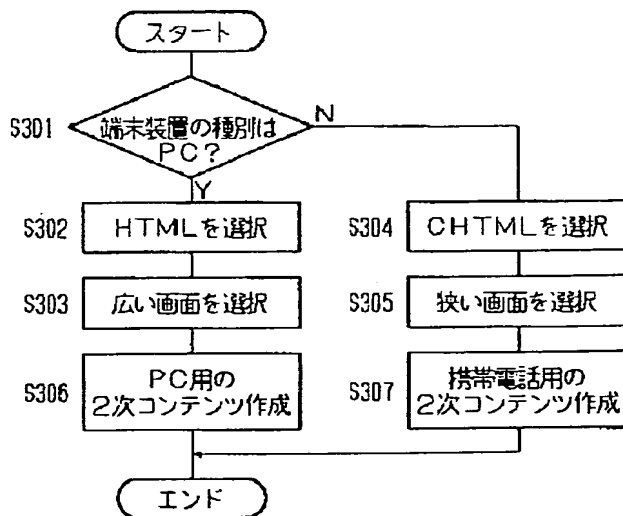 スタート
S301
端末装置の種別は
PC?
N
Y
S302
HTMLを選択
S304
CHTMLを選択
S303
広い画面を選択
S305
狭い画面を選択
S306
PC用の
2次コンテンツ作成
S307
携帯電話用の
2次コンテンツ作成
エンド